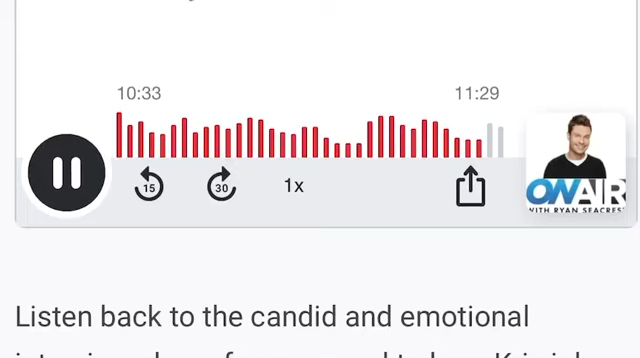 10:33 11:29
15 30 1x
ON AIR
WITH RYAN SEACREST
Listen back to the candid and emotional